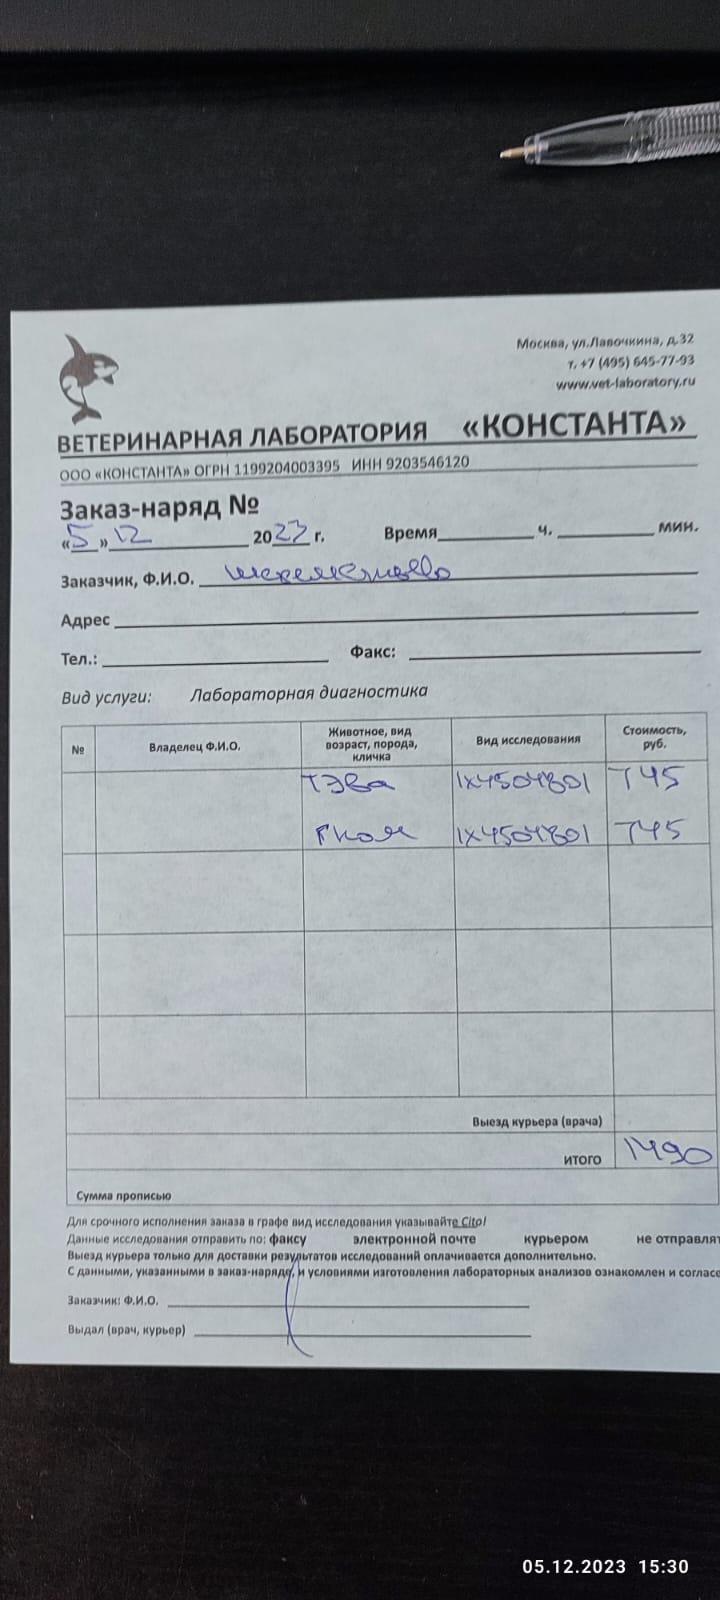 Москва, ул.Лавочкина, д.32
т. +7 (495) 645-77-93
www.vet-laboratory.ru
ВЕТЕРИНАРНАЯ ЛАБОРАТОРИЯ «КОНСТАНТА»
ООО «КОНСТАНТА» ОГРН 1199204003395 ИНН 9203546120
Заказ-наряд №
«5» 12 2023 г. Время ч. мин.
Заказчик, Ф.И.О.
Адрес
Тел.: Факс:
Вид услуги: Лабораторная диагностика
№ Владелец Ф.И.О. Животное, вид возраст, порода, кличка Вид исследования Стоимость, руб.
745
745
Выезд курьера (врача)
ИТОГО 1490
Сумма прописью
Для срочного исполнения заказа в графе вид исследования указывайте Cito!
Данные исследования отправить по: факсу электронной почте курьером не отправлят
Выезд курьера только для доставки результатов исследований оплачивается дополнительно.
С данными, указанными в заказ-наряде, и условиями изготовления лабораторных анализов ознакомлен и согласе
Заказчик: Ф.И.О.
Выдал (врач, курьер)
05.12.2023 15:30